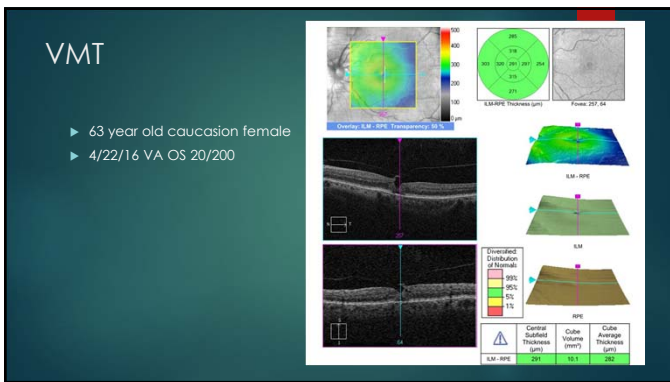 VMT
63 year old caucasion female
4/22/16 VA OS 20/200
500
400
300
200
100
0 µm
Overlay: ILM - RPE Transparency: 50 %
285
318
303 320 291 297 254
315
271
ILM-RPE Thickness (µm)
Fovea: 257, 64
ILM - RPE
257
N T
ILM
Diversified:
Distribution
of Normals
99%
95%
5%
1%
RPE
S
I
64
Central
Subfield
Thickness
(µm)
Cube
Volume
(mm³)
Cube
Average
Thickness
(µm)
ILM - RPE 291 10.1 282